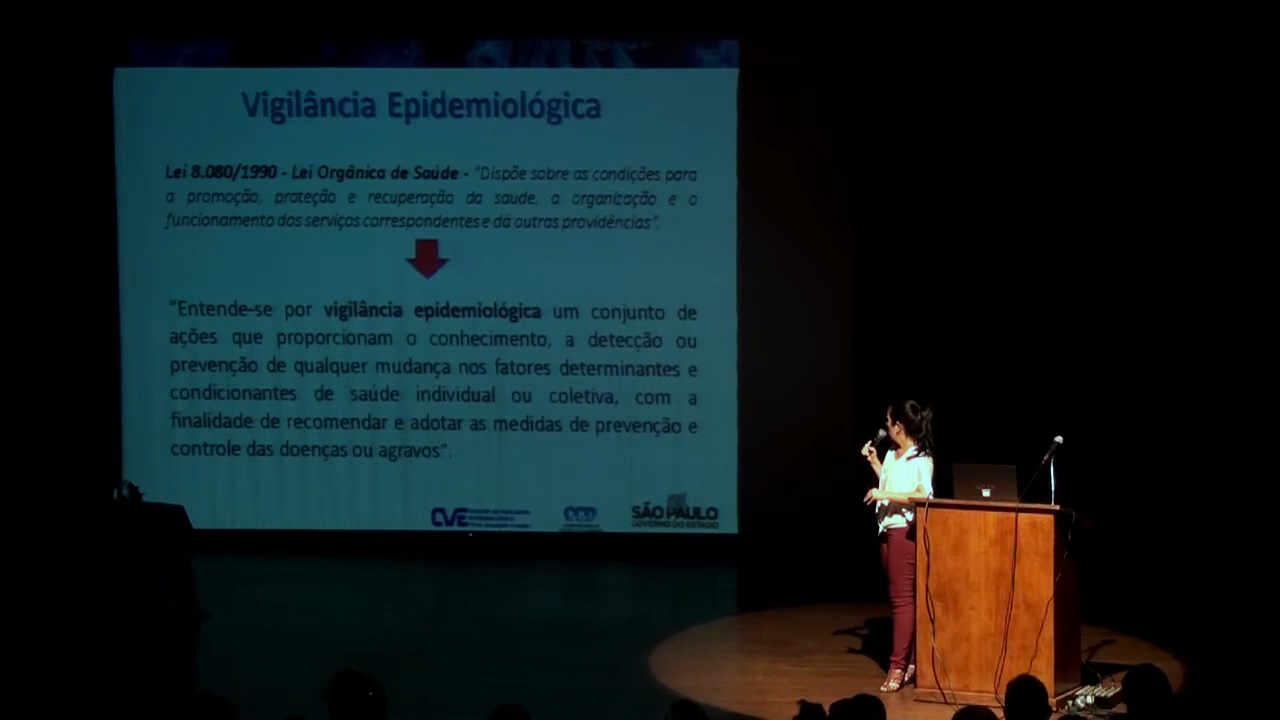 Vigilância Epidemiológica
Lei 8.080/1990 - Lei Orgânica de Saúde - "Dispõe sobre as condições para
a promoção, proteção e recuperação da saúde, a organização e o
funcionamento dos serviços correspondentes e dá outras providências".
"Entende-se por vigilância epidemiológica um conjunto de
ações que proporcionam o conhecimento, a detecção ou
prevenção de qualquer mudança nos fatores determinantes e
condicionantes de saúde individual ou coletiva, com a
finalidade de recomendar e adotar as medidas de prevenção e
controle das doenças ou agravos".
CVE
SÃO PAULO
GOVERNO DO ESTADO